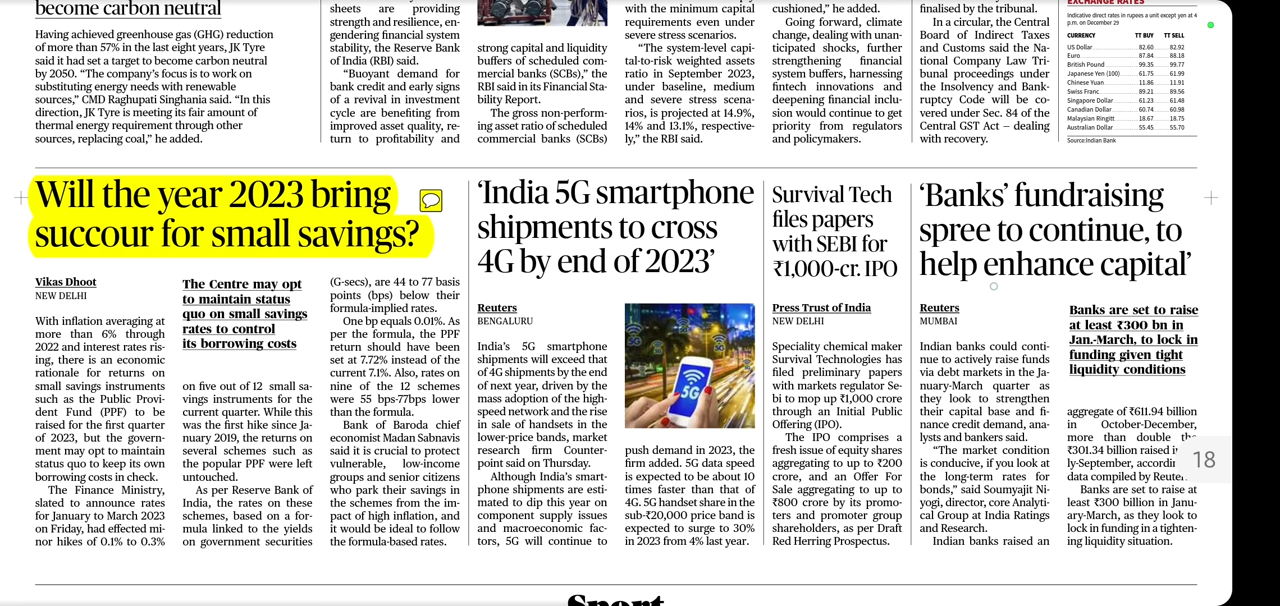 become carbon neutral
Having achieved greenhouse gas (GHG) reduction
of more than 57% in the last eight years, JK Tyre
said it had set a target to become carbon neutral
by 2050. “The company’s focus is to work on
substituting energy needs with renewable
sources,” CMD Raghupati Singhania said. “In this
direction, JK Tyre is meeting its fair amount of
thermal energy requirement through other
sources, replacing coal,” he added.
sheets are providing
strength and resilience, en-
gendering financial system
stability, the Reserve Bank
of India (RBI) said.
“Buoyant demand for
bank credit and early signs
of a revival in investment
cycle are benefiting from
improved asset quality, re-
turn to profitability and
strong capital and liquidity
buffers of scheduled com-
mercial banks (SCBs),” the
RBI said in its Financial Sta-
bility Report.
The gross non-perform-
ing asset ratio of scheduled
commercial banks (SCBs)
with the minimum capital
requirements even under
severe stress scenarios.
“The system-level capi-
tal-to-risk weighted assets
ratio in September 2023,
under baseline, medium
and severe stress scena-
rios, is projected at 14.9%,
14% and 13.1%, respective-
ly,” the RBI said.
cushioned,” he added.
Going forward, climate
change, dealing with unan-
ticipated shocks, further
strengthening financial
system buffers, harnessing
fintech innovations and
deepening financial inclu-
sion would continue to get
priority from regulators
and policymakers.
finalised by the tribunal.
In a circular, the Central
Board of Indirect Taxes
and Customs said the Na-
tional Company Law Tri-
bunal proceedings under
the Insolvency and Bank-
ruptcy Code will be co-
vered under Sec. 84 of the
Central GST Act – dealing
with recovery.
EXCHANGE RATES
Indicative direct rates in rupees a unit except yen at 4
p.m. on December 29
CURRENCY TT BUY TT SELL
US Dollar 82.60 82.92
Euro 87.84 88.18
British Pound 99.35 99.77
Japanese Yen (100) 61.75 61.99
Chinese Yuan 11.86 11.91
Swiss Franc 89.21 89.56
Singapore Dollar 61.23 61.48
Canadian Dollar 60.74 60.98
Malaysian Ringitt 18.67 18.75
Australian Dollar 55.45 55.70
Source:Indian Bank
Will the year 2023 bring
succour for small savings?
Vikas Dhoot
NEW DELHI
With inflation averaging at
more than 6% through
2022 and interest rates ris-
ing, there is an economic
rationale for returns on
small savings instruments
such as the Public Provi-
dent Fund (PPF) to be
raised for the first quarter
of 2023, but the govern-
ment may opt to maintain
status quo to keep its own
borrowing costs in check.
The Finance Ministry,
slated to announce rates
for January to March 2023
on Friday, had effected mi-
nor hikes of 0.1% to 0.3%
The Centre may opt
to maintain status
quo on small savings
rates to control
its borrowing costs
on five out of 12 small sa-
vings instruments for the
current quarter. While this
was the first hike since Ja-
nuary 2019, the returns on
several schemes such as
the popular PPF were left
untouched.
As per Reserve Bank of
India, the rates on these
schemes, based on a for-
mula linked to the yields
on government securities
(G-secs), are 44 to 77 basis
points (bps) below their
formula-implied rates.
One bp equals 0.01%. As
per the formula, the PPF
return should have been
set at 7.72% instead of the
current 7.1%. Also, rates on
nine of the 12 schemes
were 55 bps-77bps lower
than the formula.
Bank of Baroda chief
economist Madan Sabnavis
said it is crucial to protect
vulnerable, low-income
groups and senior citizens
who park their savings in
the schemes from the im-
pact of high inflation, and
it would be ideal to follow
the formula-based rates.
‘India 5G smartphone
shipments to cross
4G by end of 2023’
Reuters
BENGALURU
India’s 5G smartphone
shipments will exceed that
of 4G shipments by the end
of next year, driven by the
mass adoption of the high-
speed network and the rise
in sale of handsets in the
lower-price bands, market
research firm Counter-
point said on Thursday.
Although India’s smart-
phone shipments are esti-
mated to dip this year on
component supply issues
and macroeconomic fac-
tors, 5G will continue to
5G
push demand in 2023, the
firm added. 5G data speed
is expected to be about 10
times faster than that of
4G. 5G handset share in the
sub-₹20,000 price band is
expected to surge to 30%
in 2023 from 4% last year.
Survival Tech
files papers
with SEBI for
₹1,000-cr. IPO
Press Trust of India
NEW DELHI
Speciality chemical maker
Survival Technologies has
filed preliminary papers
with markets regulator Se-
bi to mop up ₹1,000 crore
through an Initial Public
Offering (IPO).
The IPO comprises a
fresh issue of equity shares
aggregating to up to ₹200
crore, and an Offer For
Sale aggregating to up to
₹800 crore by its promo-
ters and promoter group
shareholders, as per Draft
Red Herring Prospectus.
‘Banks’ fundraising
spree to continue, to
help enhance capital’
Reuters
MUMBAI
Indian banks could conti-
nue to actively raise funds
via debt markets in the Ja-
nuary-March quarter as
they look to strengthen
their capital base and fi-
nance credit demand, ana-
lysts and bankers said.
“The market condition
is conducive, if you look at
the long-term rates for
bonds,” said Soumyajit Ni-
yogi, director, core Analyti-
cal Group at India Ratings
and Research.
Indian banks raised an
Banks are set to raise
at least ₹300 bn in
Jan.-March, to lock in
funding given tight
liquidity conditions
aggregate of ₹611.94 billion
in October-December,
more than double the
₹301.34 billion raised
ly-September,
data compiled by
Banks are set to raise at
least ₹300 billion in Janu-
ary-March, as they look to
lock in funding in a tighten-
ing liquidity situation.
18